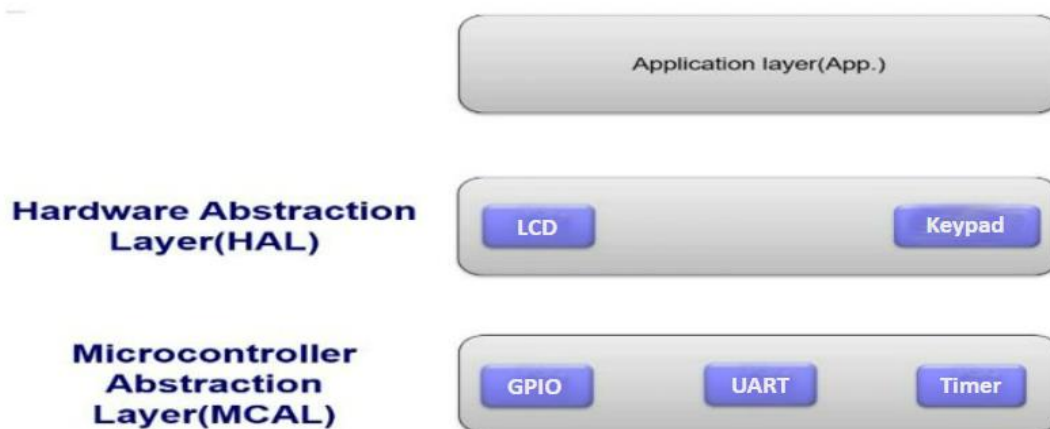 Application layer(App.)
Hardware Abstraction
Layer(HAL)
LCD
Keypad
Microcontroller
Abstraction
Layer(MCAL)
GPIO
UART
Timer